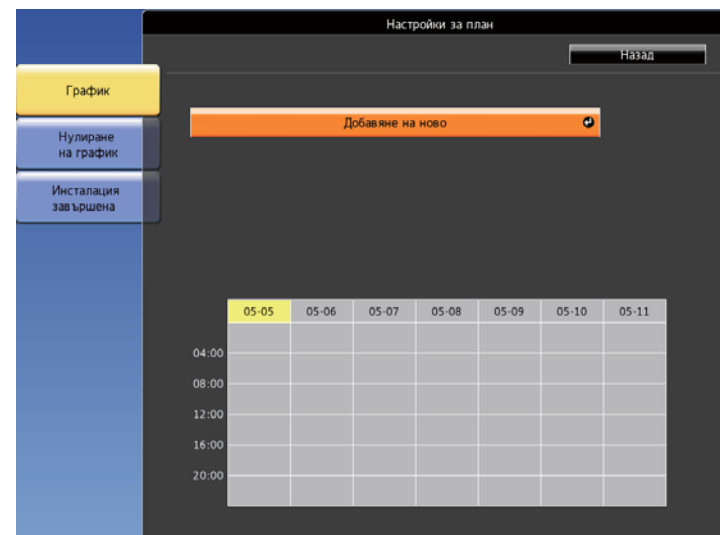 Настройки за план
Назад
График
Добавяне на ново
Нулиране
на график
Инсталация
завършена
05-05 05-06 05-07 05-08 05-09 05-10 05-11
04:00
08:00
12:00
16:00
20:00